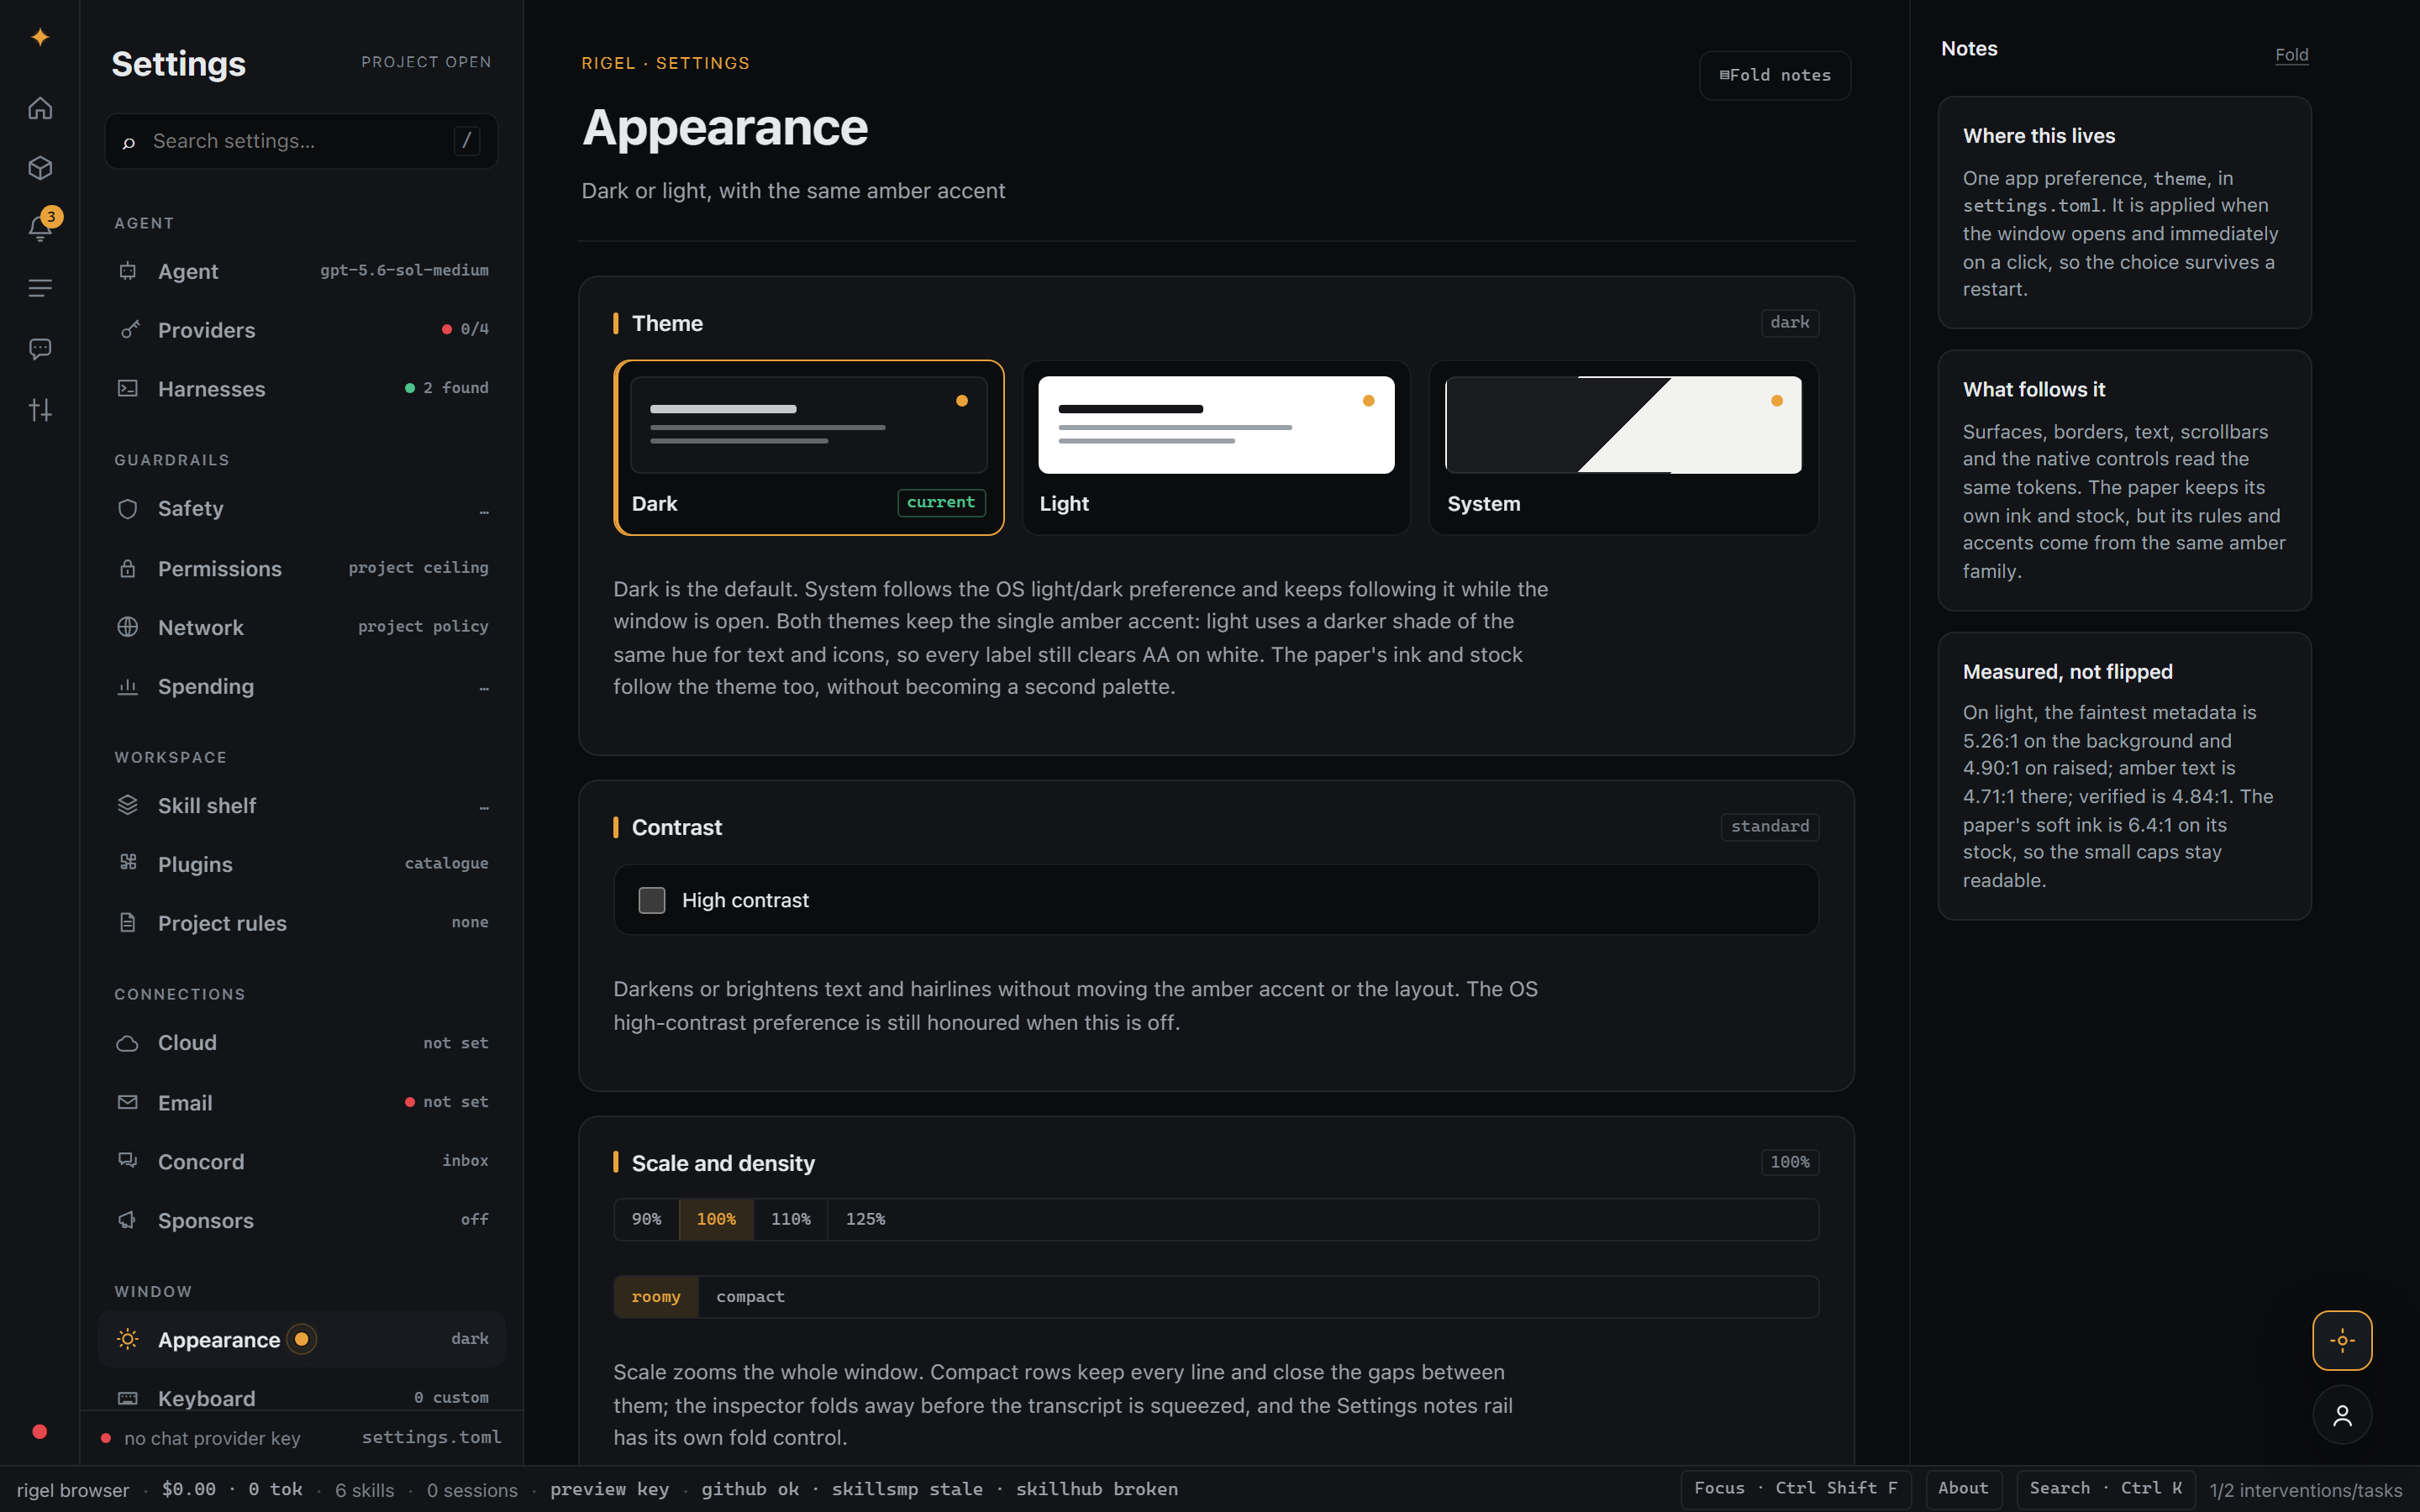 3
Settings
PROJECT OPEN
Search settings...
/
AGENT
Agent
gpt-5.6-sol-medium
Providers
0/4
Harnesses
2 found
GUARDRAILS
Safety
…
Permissions
project ceiling
Network
project policy
Spending
…
WORKSPACE
Skill shelf
…
Plugins
catalogue
Project rules
none
CONNECTIONS
Cloud
not set
Email
not set
Concord
inbox
Sponsors
off
WINDOW
Appearance
dark
Keyboard
0 custom
no chat provider key
settings.toml
RIGEL · SETTINGS
Fold notes
Appearance
Dark or light, with the same amber accent
Theme
dark
Dark
current
Light
System
Dark is the default. System follows the OS light/dark preference and keeps following it while the
window is open. Both themes keep the single amber accent: light uses a darker shade of the
same hue for text and icons, so every label still clears AA on white. The paper's ink and stock
follow the theme too, without becoming a second palette.
Contrast
standard
High contrast
Darkens or brightens text and hairlines without moving the amber accent or the layout. The OS
high-contrast preference is still honoured when this is off.
Scale and density
100%
90%
100%
110%
125%
roomy
compact
Scale zooms the whole window. Compact rows keep every line and close the gaps between
them; the inspector folds away before the transcript is squeezed, and the Settings notes rail
has its own fold control.
Notes
Fold
Where this lives
One app preference, theme, in
settings.toml. It is applied when
the window opens and immediately
on a click, so the choice survives a
restart.
What follows it
Surfaces, borders, text, scrollbars
and the native controls read the
same tokens. The paper keeps its
own ink and stock, but its rules and
accents come from the same amber
family.
Measured, not flipped
On light, the faintest metadata is
5.26:1 on the background and
4.90:1 on raised; amber text is
4.71:1 there; verified is 4.84:1. The
paper's soft ink is 6.4:1 on its
stock, so the small caps stay
readable.
rigel browser · $0.00 · 0 tok · 6 skills · 0 sessions · preview key · github ok · skillsmp stale · skillhub broken
Focus · Ctrl Shift F
About
Search · Ctrl K
1/2 interventions/tasks